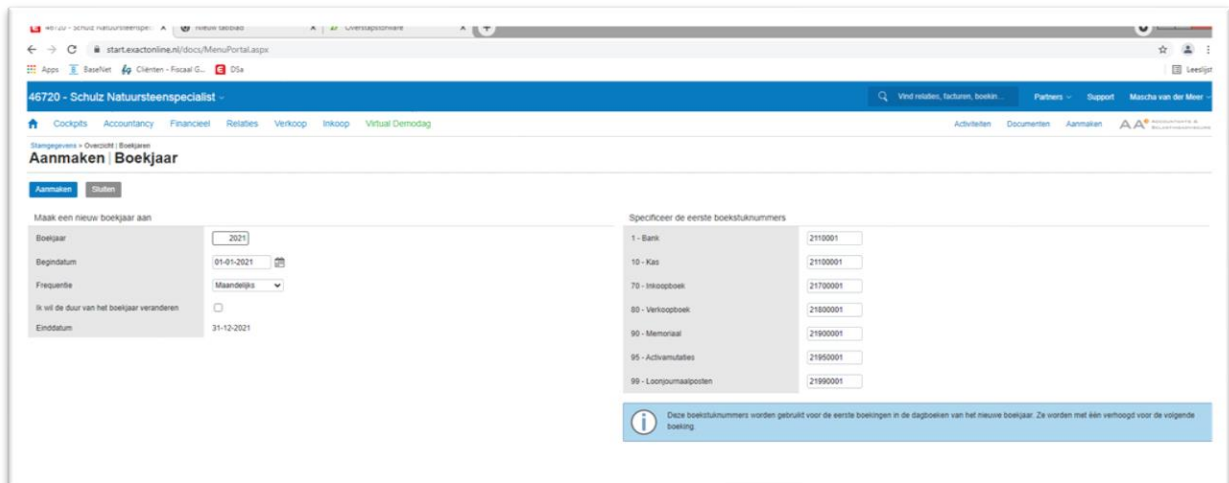 46720 - Schulz Natuursteenspecialist
Nieuw tabblad
Overstapsoftware
start.exactonline.nl/docs/MenuPortal.aspx
Apps BaseNet Cliënten - Fiscaal G... DSa
Leeslijst
46720 - Schulz Natuursteenspecialist
Vind relaties, facturen, boekin...
Partners Support Mascha van der Meer
Cockpits Accountancy Financieel Relaties Verkoop Inkoop Virtual Demodag
Activiteiten Documenten Aanmaken AA
Stamgegevens > Overzicht | Boekjaren
Aanmaken | Boekjaar
Aanmaken Sluiten
Maak een nieuw boekjaar aan
Boekjaar 2021
Begindatum 01-01-2021
Frequentie Maandelijks
Ik wil de duur van het boekjaar veranderen
Einddatum 31-12-2021
Specificeer de eerste boekstuknummers
1 - Bank 2110001
10 - Kas 21100001
70 - Inkoopboek 21700001
80 - Verkoopboek 21800001
90 - Memoriaal 21900001
95 - Activamutaties 21950001
99 - Loonjournaalposten 21990001
Deze boekstuknummers worden gebruikt voor de eerste boekingen in de dagboeken van het nieuwe boekjaar. Ze worden met één verhoogd voor de volgende
boeking.